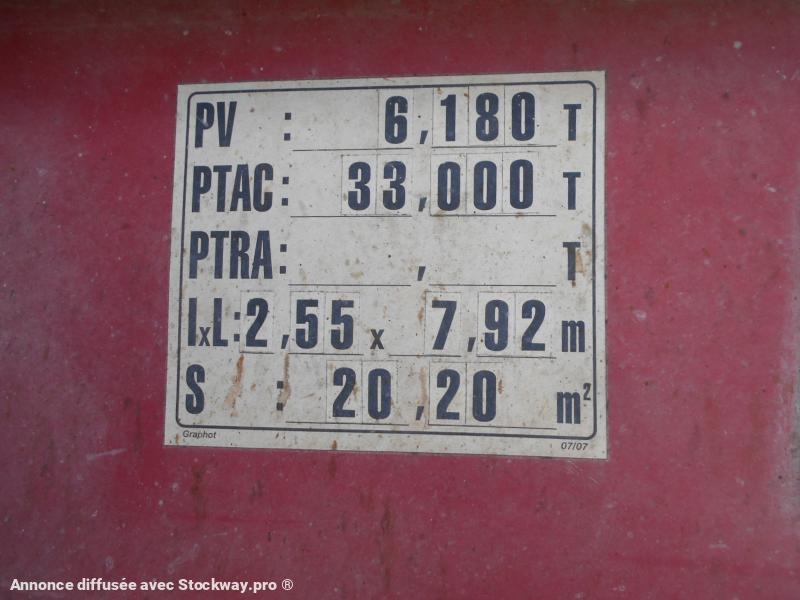 PV : 6,180 T
PTAC: 33,000 T
PTRA: , T
lxL:2,55 x 7,92 m
S : 20,20 m²
Graphot 07/07
Annonce diffusée avec Stockway.pro ®